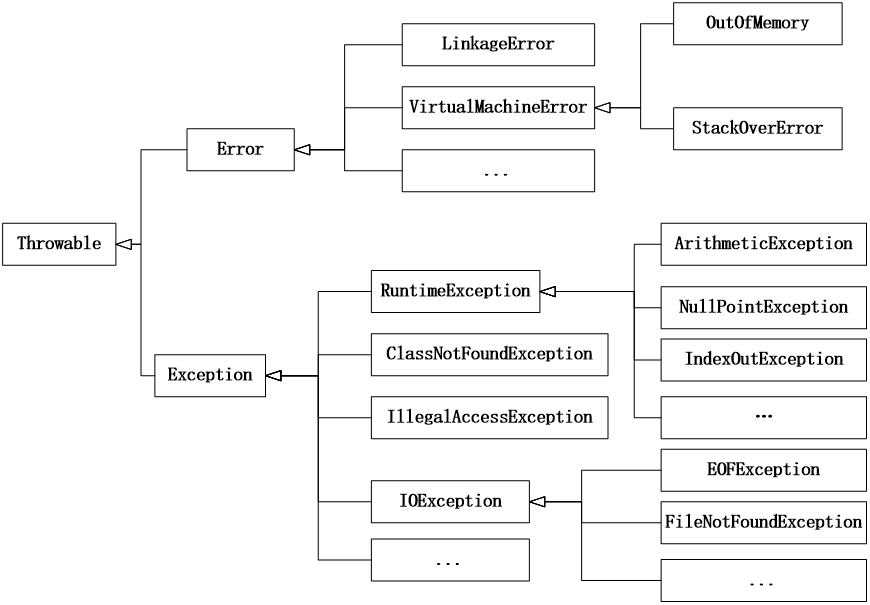 OutOfMemory
LinkageError
VirtualMachineError
StackOverError
Error
...
Throwable
ArithmeticException
RuntimeException
NullPointException
ClassNotFoundException
IndexOutException
Exception
IllegalAccessException
...
EOFException
IOException
FileNotFoundException
...
...